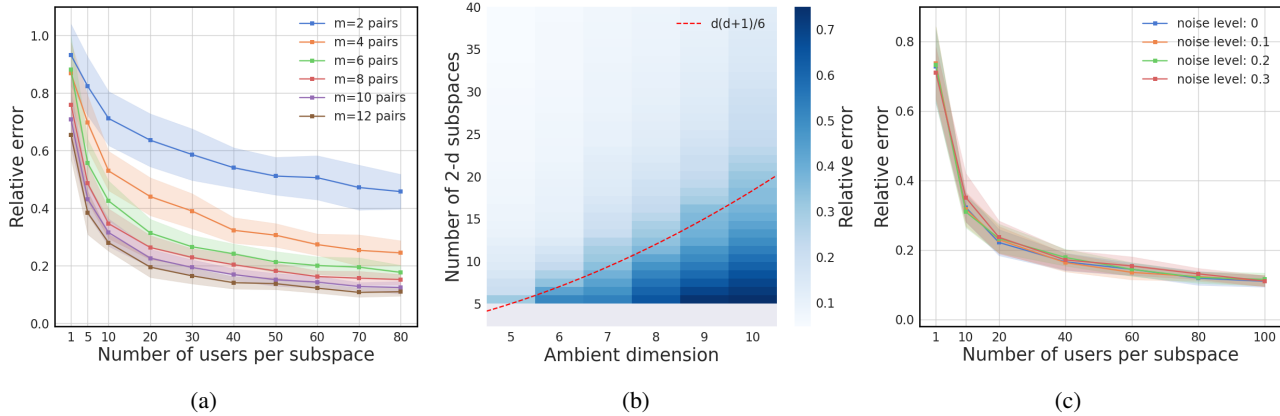 Relative error
1.0
0.8
0.6
0.4
0.2
0.0
m=2 pairs
m=4 pairs
m=6 pairs
m=8 pairs
m=10 pairs
m=12 pairs
1 5 10 20 30 40 50 60 70 80
Number of users per subspace
(a)
Number of 2-d subspaces
40
35
30
25
20
15
10
5
d(d+1)/6
5 6 7 8 9 10
Ambient dimension
0.7
0.6
0.5
0.4
0.3
0.2
0.1
Relative error
(b)
Relative error
0.8
0.6
0.4
0.2
0.0
noise level: 0
noise level: 0.1
noise level: 0.2
noise level: 0.3
1 10 20 40 60 80 100
Number of users per subspace
(c)